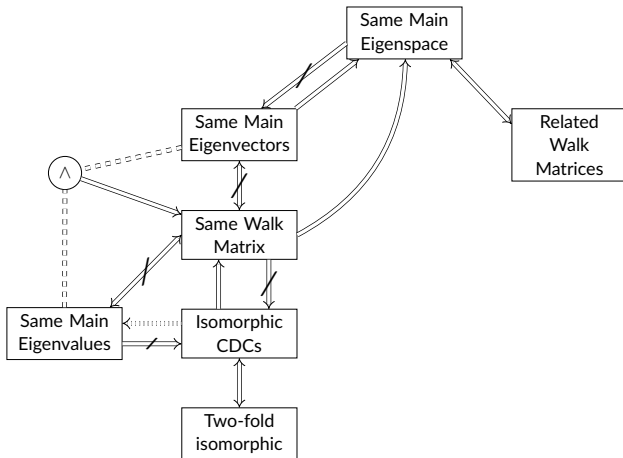 Same Main
Eigenspace
Same Main
Eigenvectors
Related
Walk
Matrices
∧
Same Walk
Matrix
Same Main
Eigenvalues
Isomorphic
CDCs
Two-fold
isomorphic